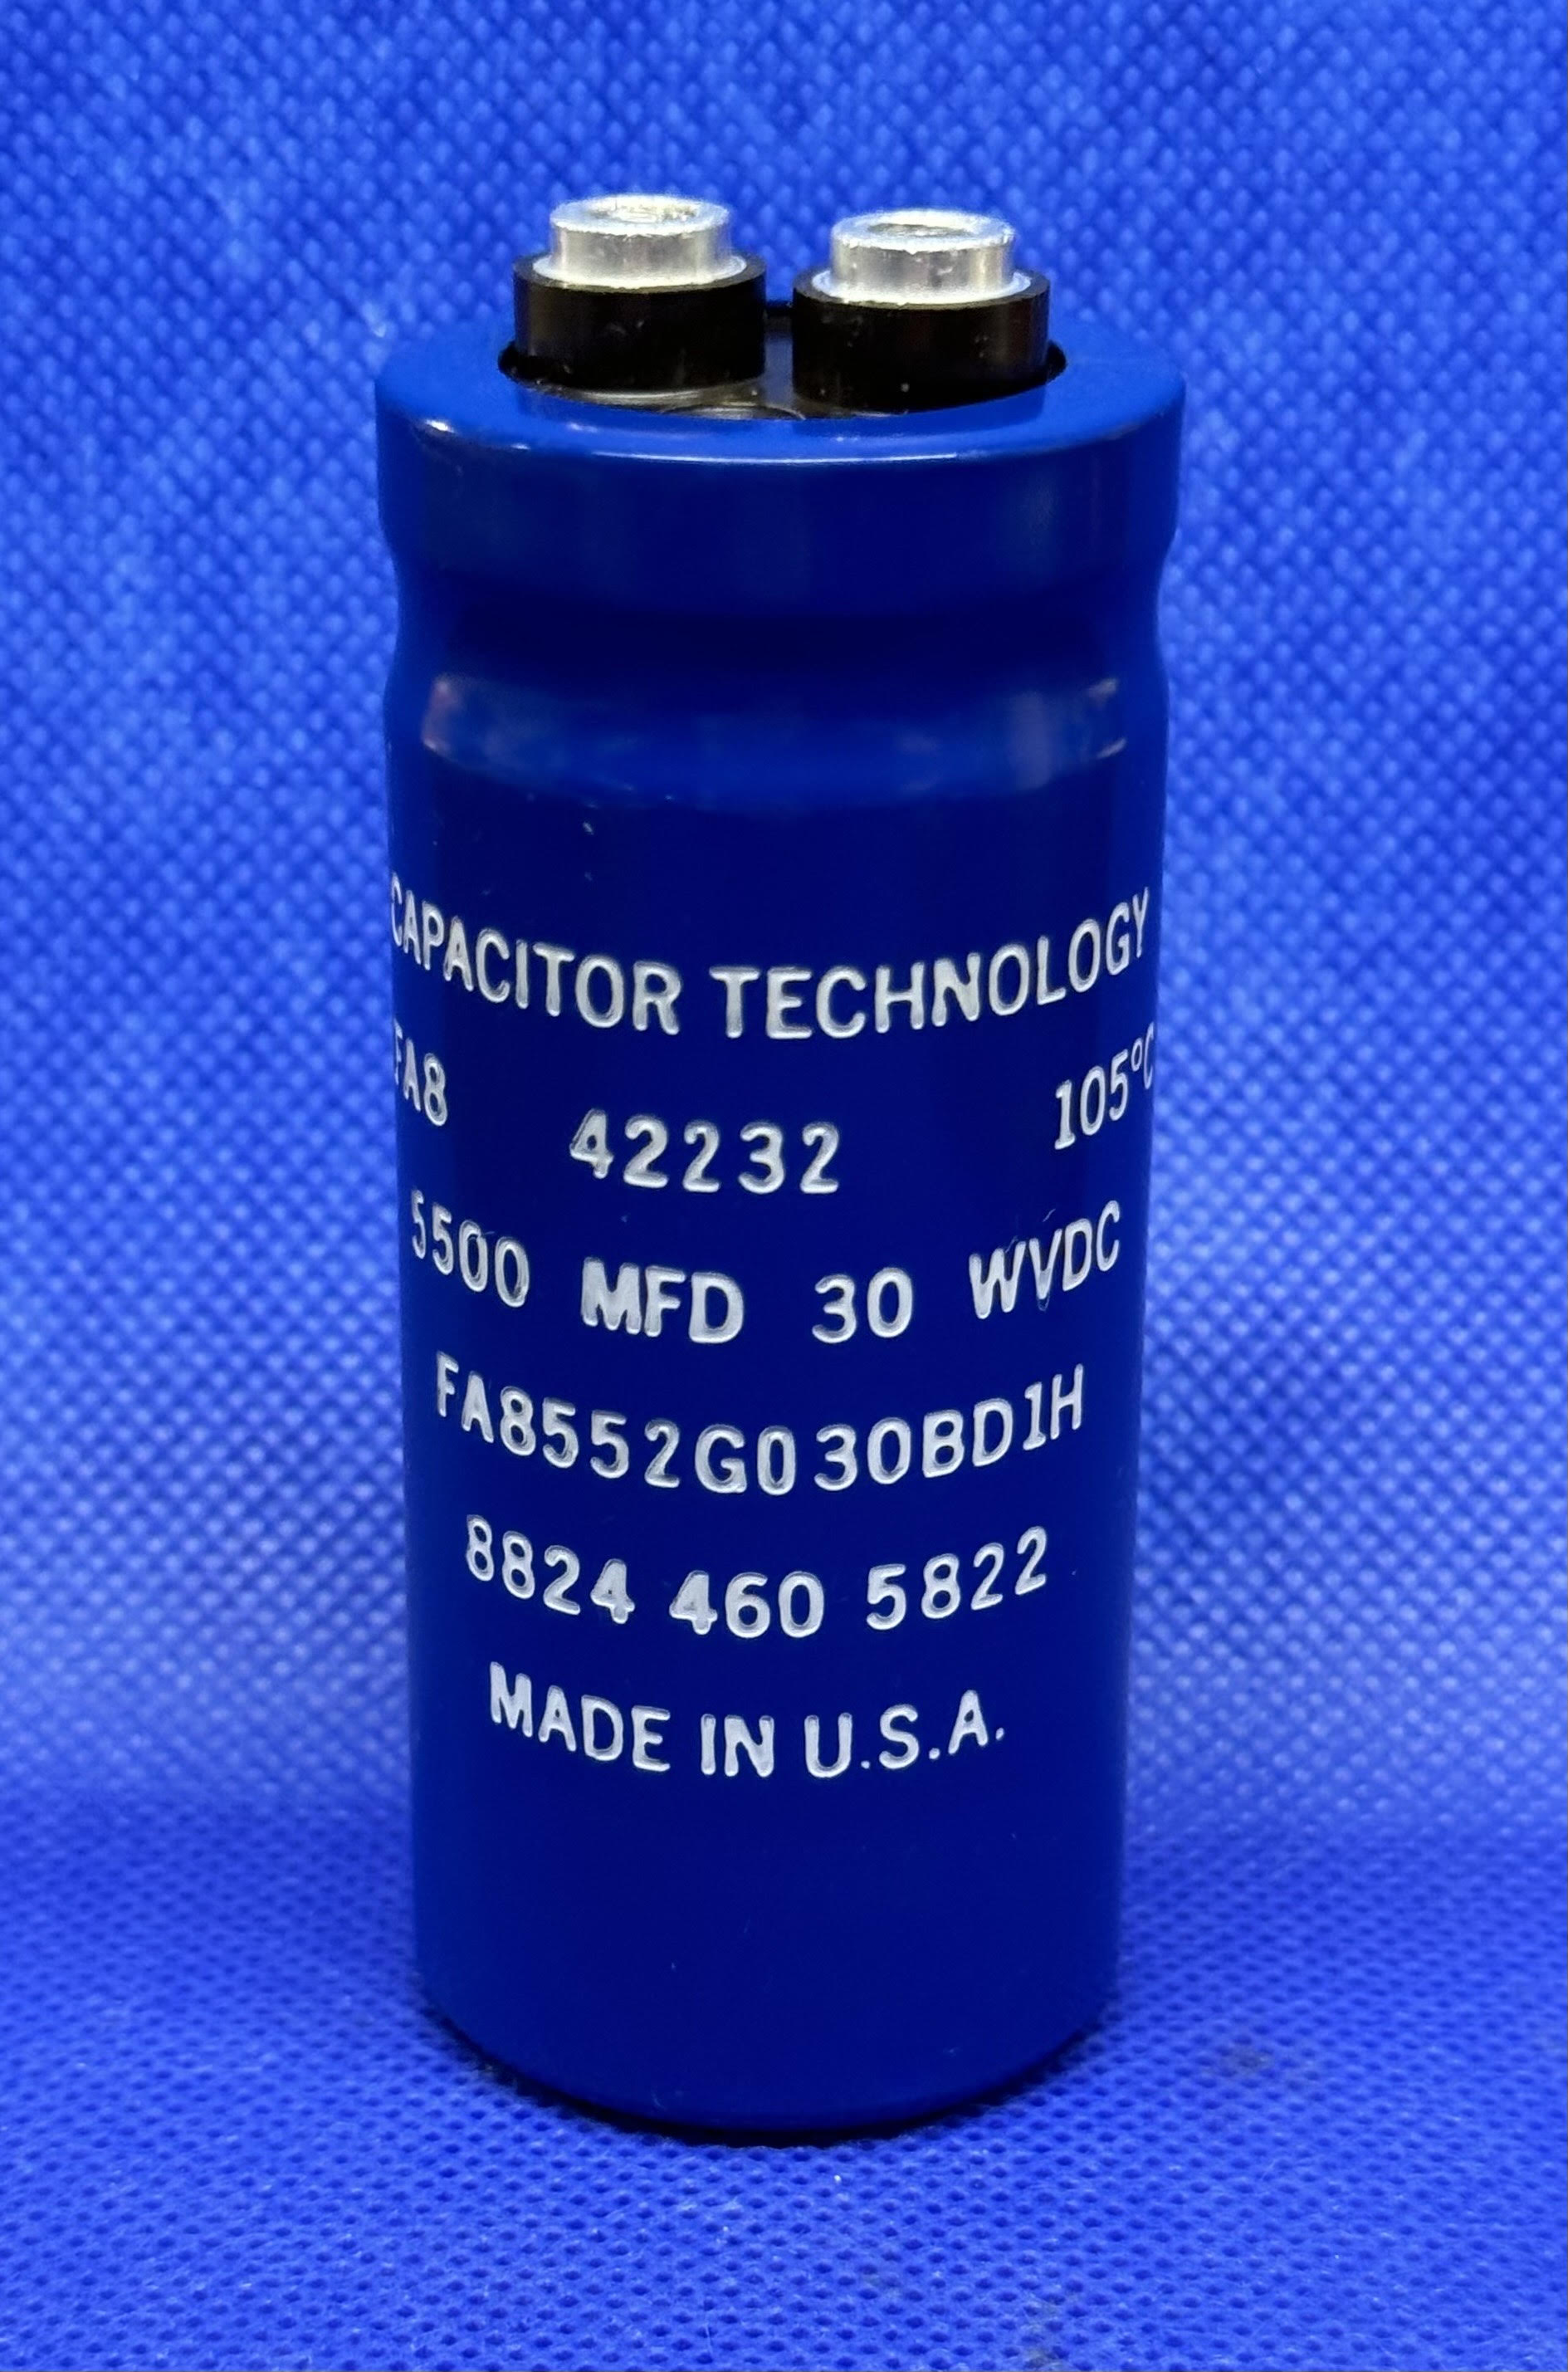 CAPACITOR TECHNOLOGY
FA8 42232 105°C
5500 MFD 30 WVDC
FA8552G030BD1H
8824 460 5822
MADE IN U.S.A.